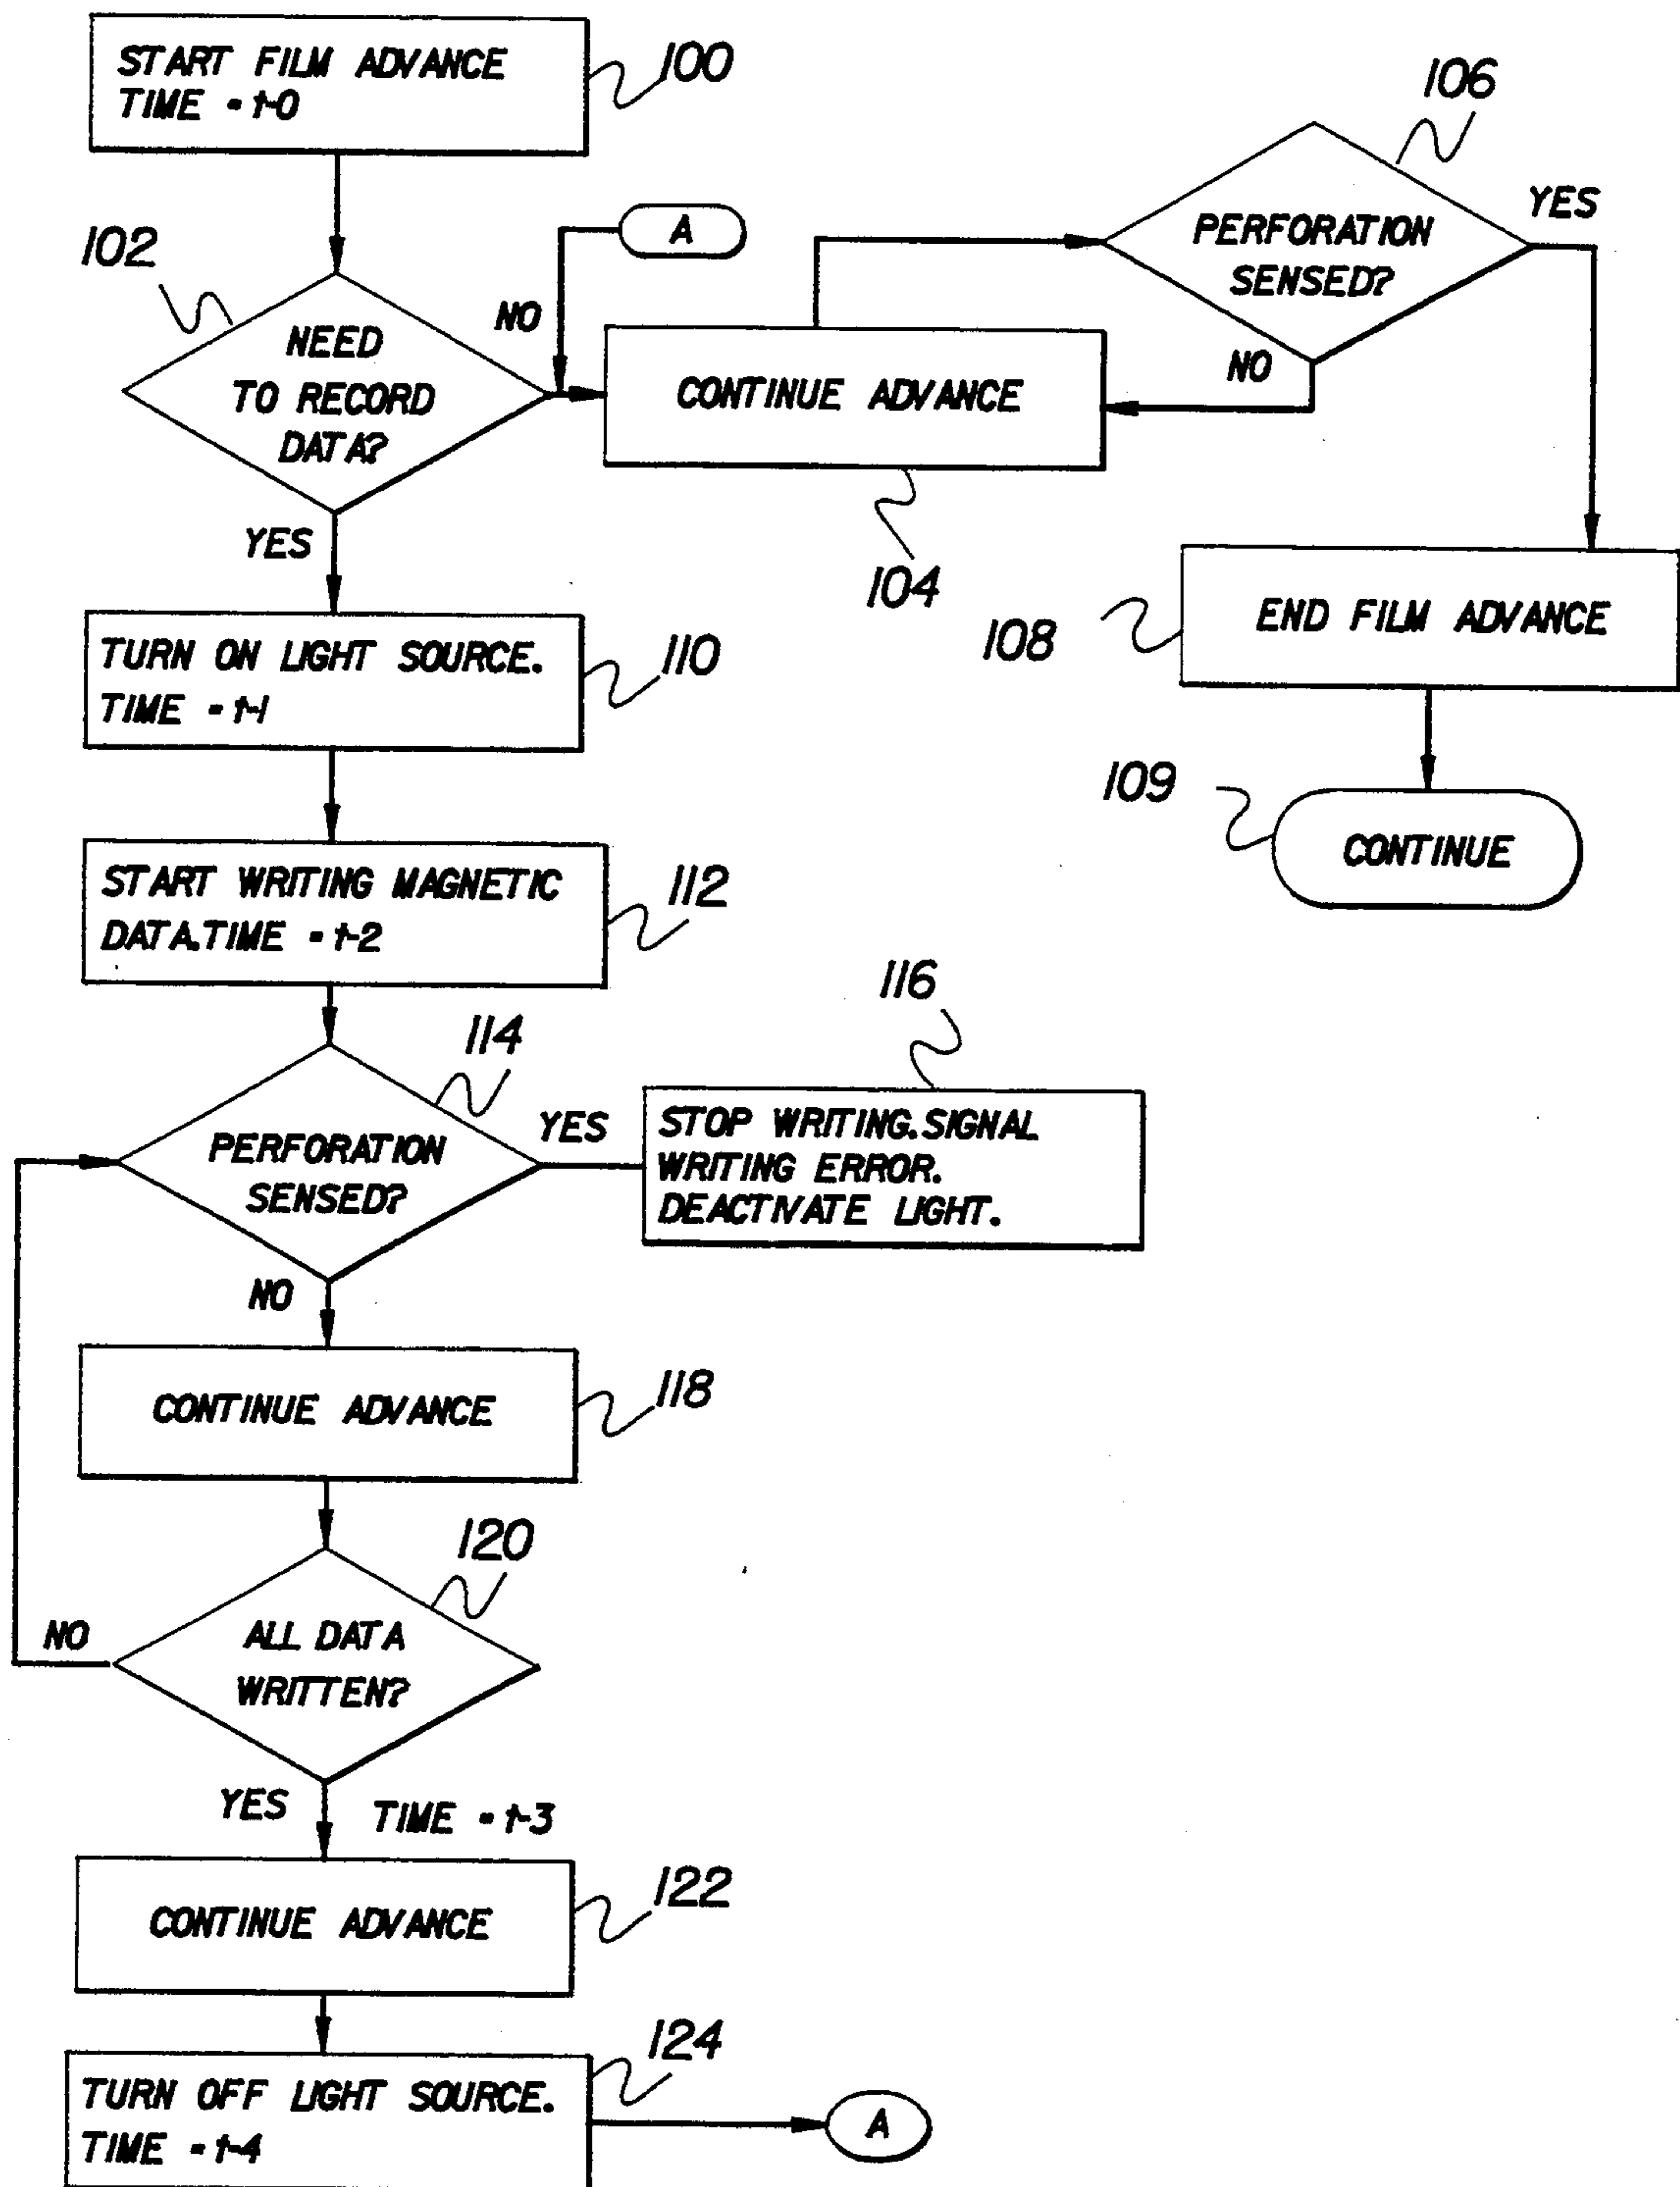 START FILM ADVANCE
TIME = t-0
100
106
PERFORATION
SENSED?
YES
NO
A
102
NEED
TO RECORD
DATA?
NO
YES
CONTINUE ADVANCE
104
END FILM ADVANCE
108
109
CONTINUE
TURN ON LIGHT SOURCE.
TIME = t-1
110
START WRITING MAGNETIC
DATA.TIME = t-2
112
114
PERFORATION
SENSED?
YES
NO
116
STOP WRITING.SIGNAL
WRITING ERROR.
DEACTIVATE LIGHT.
CONTINUE ADVANCE
118
120
ALL DATA
WRITTEN?
NO
YES
TIME = t-3
CONTINUE ADVANCE
122
124
TURN OFF LIGHT SOURCE.
TIME = t-4
A